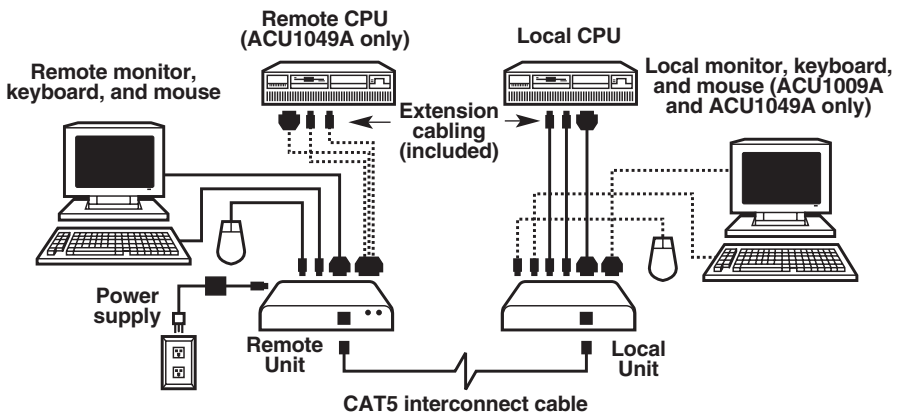 Remote CPU
(ACU1049A only)
Local CPU
Remote monitor,
keyboard, and mouse
Local monitor, keyboard,
and mouse (ACU1009A
and ACU1049A only)
Extension
cabling
(included)
Power
supply
Remote
Unit
Local
Unit
CAT5 interconnect cable